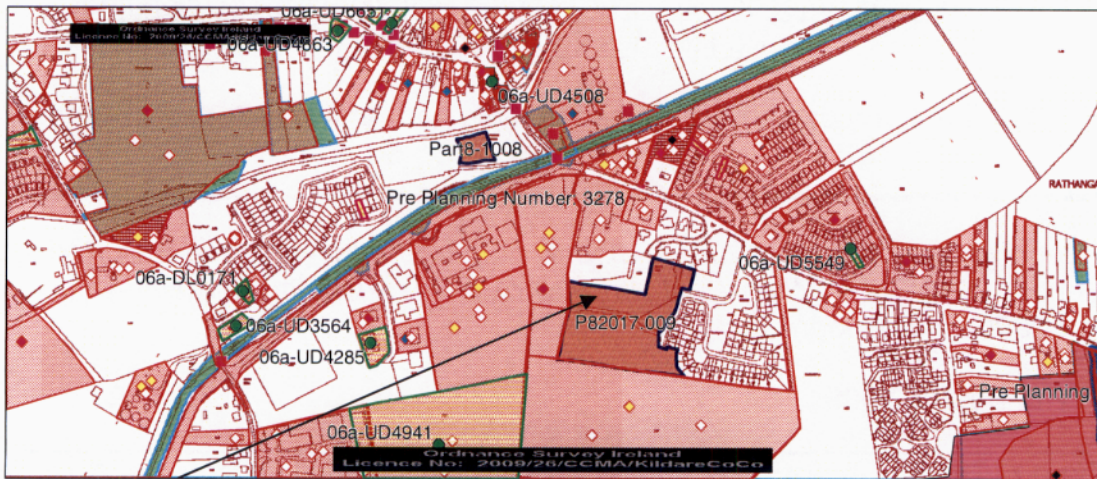 Ordnance Survey Ireland
06a-UD4863
06a-UD4508
Part8-1008
Pre Planning Number 3278
RATHANGA
06a-DL0171
06a-UD5549
P82017.009
06a-UD3564
06a-UD4285
Pre Planning
06a-UD4941
Ordnance Survey Ireland
Licence No: 2009/26/CCMA/KildareCoCo